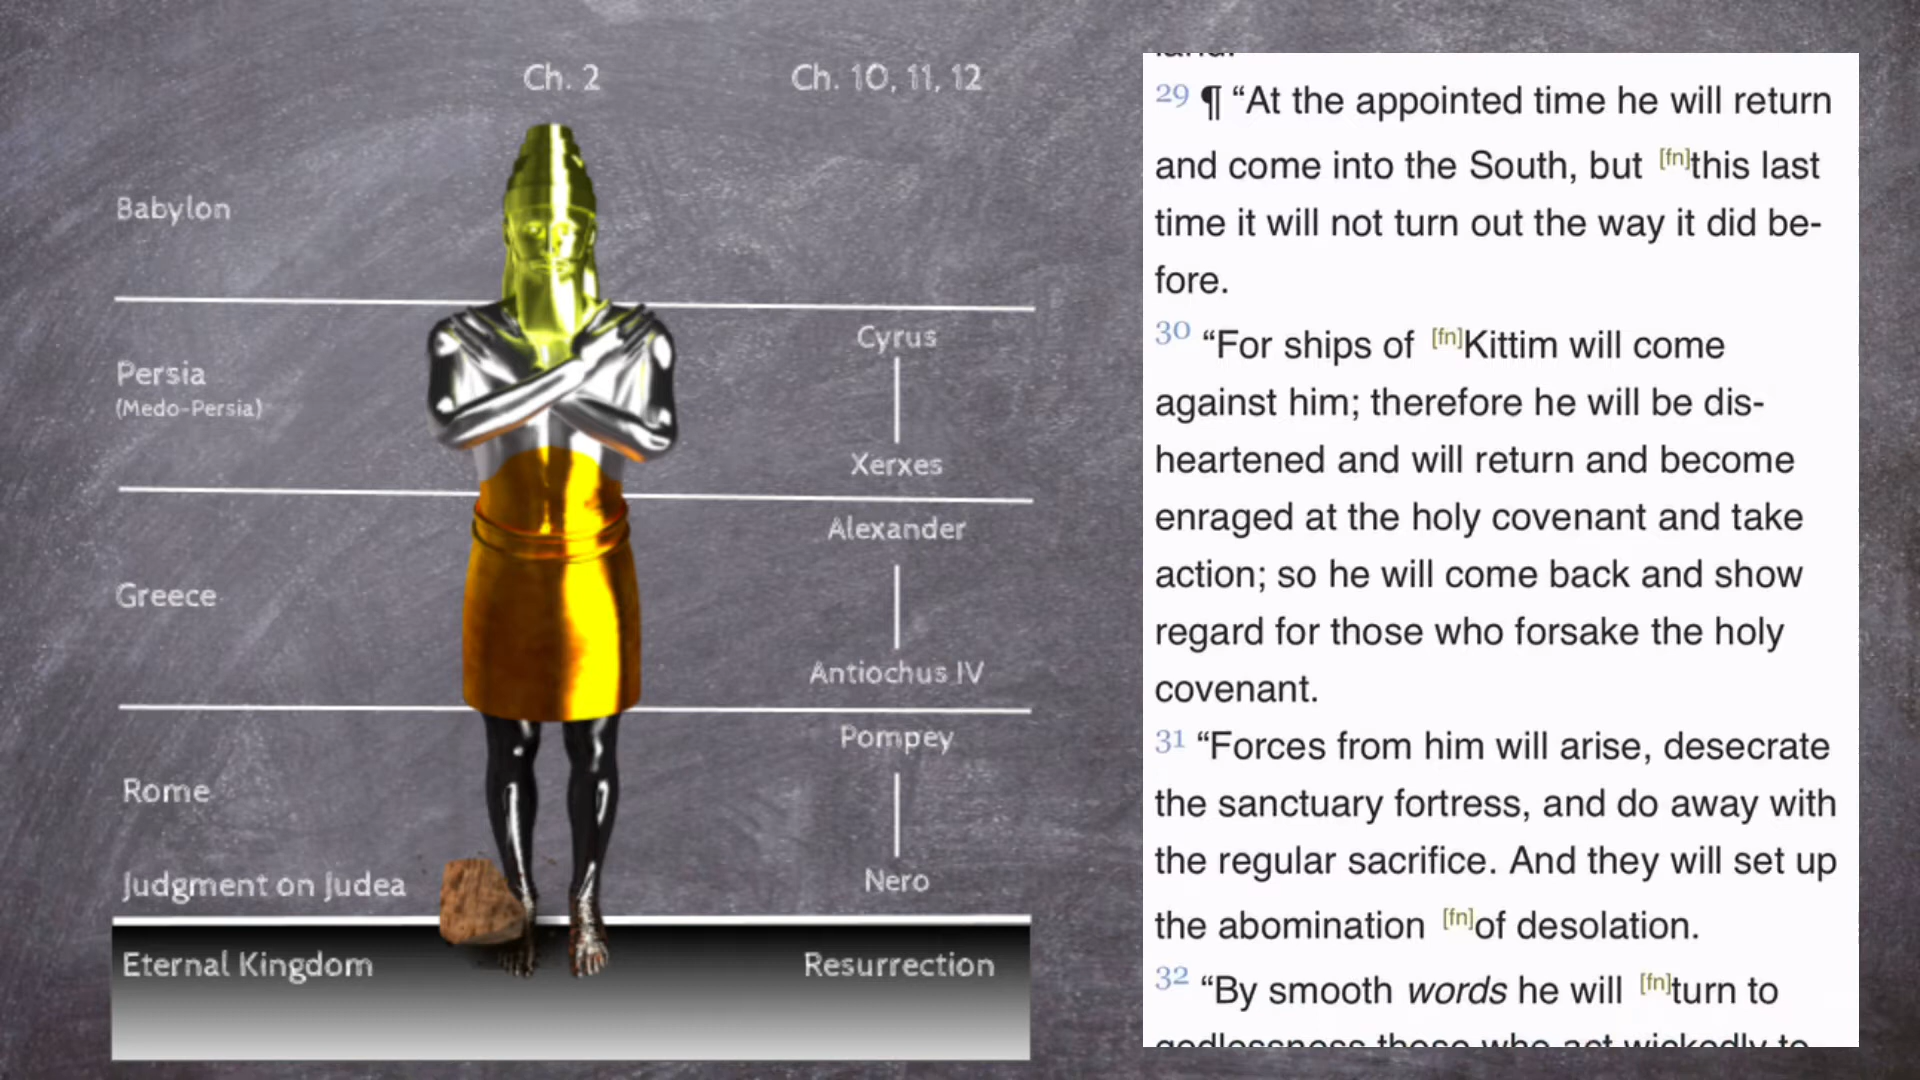 Ch. 2
Ch. 10, 11, 12
Babylon
Cyrus
Persia
(Medo-Persia)
Xerxes
Alexander
Greece
Antiochus IV
Pompey
Rome
Judgment on Judea
Nero
Eternal Kingdom
Resurrection
29 ¶ “At the appointed time he will return
and come into the South, but [fn]this last
time it will not turn out the way it did be-
fore.
30 “For ships of [fn]Kittim will come
against him; therefore he will be dis-
heartened and will return and become
enraged at the holy covenant and take
action; so he will come back and show
regard for those who forsake the holy
covenant.
31 “Forces from him will arise, desecrate
the sanctuary fortress, and do away with
the regular sacrifice. And they will set up
the abomination [fn]of desolation.
32 “By smooth words he will [fn]turn to
godlessness those who act wickedly to